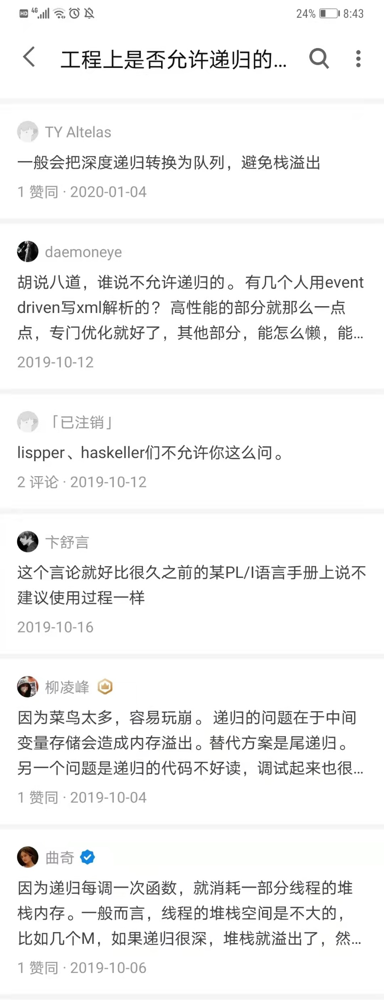 HD 4G 24% 8:43
工程上是否允许递归的...
TY Altelas
一般会把深度递归转换为队列，避免栈溢出
1 赞同 · 2020-01-04
daemoneye
胡说八道，谁说不允许递归的。有几个人用event
driven写xml解析的？ 高性能的部分就那么一点
点，专门优化就好了，其他部分，能怎么懒，能...
2019-10-12
「已注销」
lispper、haskeller们不允许你这么问。
2 评论 · 2019-10-12
卞舒言
这个言论就好比很久之前的某PL/I语言手册上说不
建议使用过程一样
2019-10-16
柳凌峰
因为菜鸟太多，容易玩崩。递归的问题在于中间
变量存储会造成内存溢出。替代方案是尾递归。
另一个问题是递归的代码不好读，调试起来也很...
1 赞同 · 2019-10-04
曲奇
因为递归每调一次函数，就消耗一部分线程的堆
栈内存。一般而言，线程的堆栈空间是不大的，
比如几个M，如果递归很深，堆栈就溢出了，然...
1 赞同 · 2019-10-06